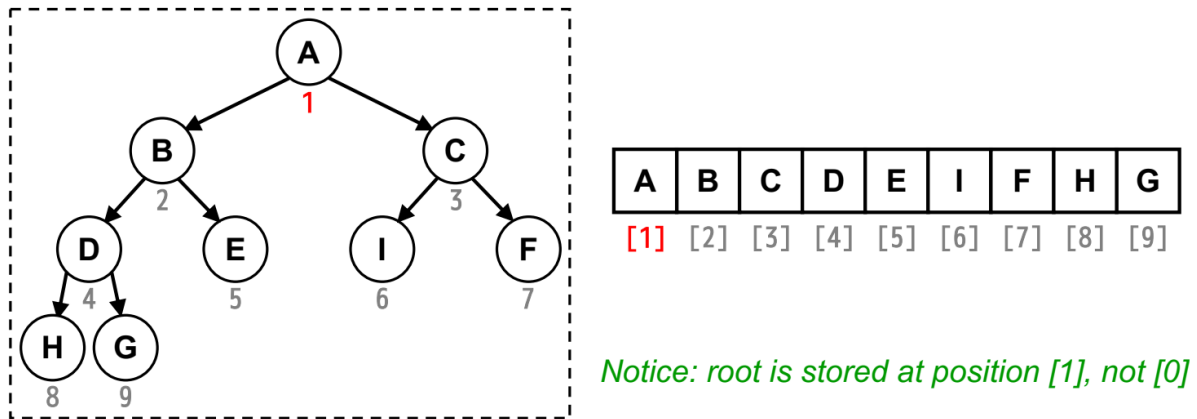 A
1
B
C
2
3
D
E
I
F
4
5
6
7
H
G
8
9
A B C D E I F H G
[1] [2] [3] [4] [5] [6] [7] [8] [9]
Notice: root is stored at position [1], not [0]